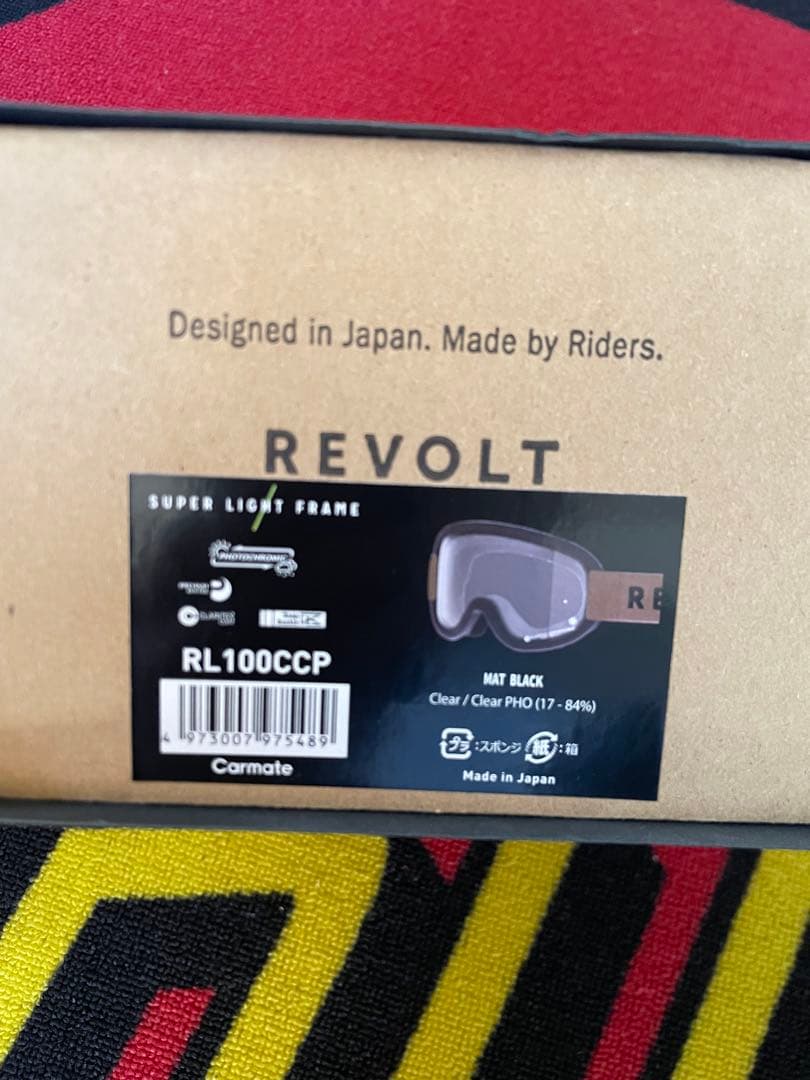 Designed in Japan. Made by Riders.
REVOLT
SUPER LIGHT FRAME
PHOTOCHROMIC
RE
RL100CCP
MAT BLACK
Clear / Clear PHO (17 - 84%)
4 973007 975489
プラ :スポンジ 紙 :箱
Carmate
Made in Japan